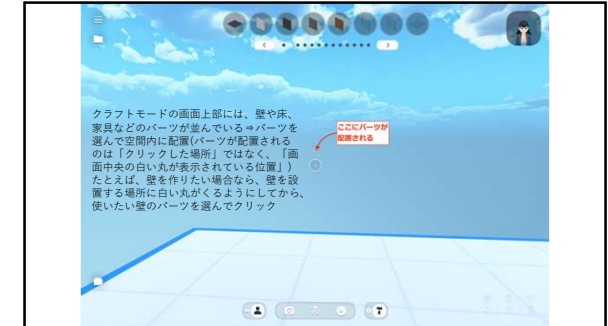 クラフトモードの画面上部には、壁や床、
家具などのパーツが並んでいる⇒パーツを
選んで空間内に配置(パーツが配置される
のは「クリックした場所」ではなく、「画
面中央の白い丸が表示されている位置」)
たとえば、壁を作りたい場合なら、壁を設
置する場所に白い丸がくるようにしてから、
使いたい壁のパーツを選んでクリック
ここにパーツが
配置される